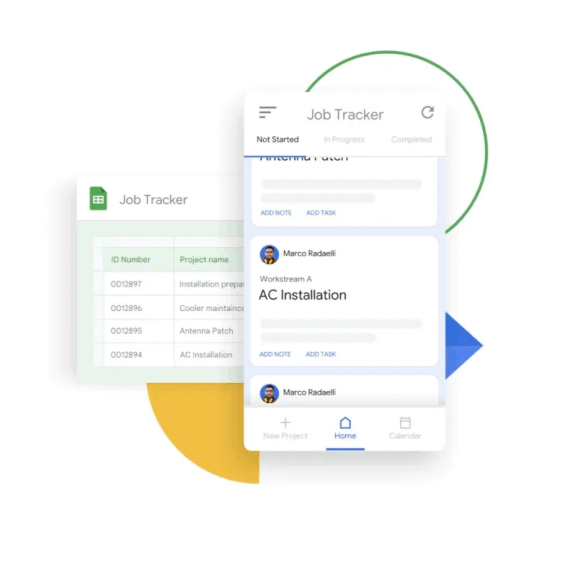 Job Tracker
ID Number Project name
0012897 Installation prepa
0012896 Cooler maintaince
0012895 Antenna Patch
0012894 AC Installation
Job Tracker
Not Started In Progress Completed
Antenna Patch
ADD NOTE ADD TASK
Marco Radaelli
Workstream A
AC Installation
ADD NOTE ADD TASK
Marco Radaelli
New Project Home Calendar